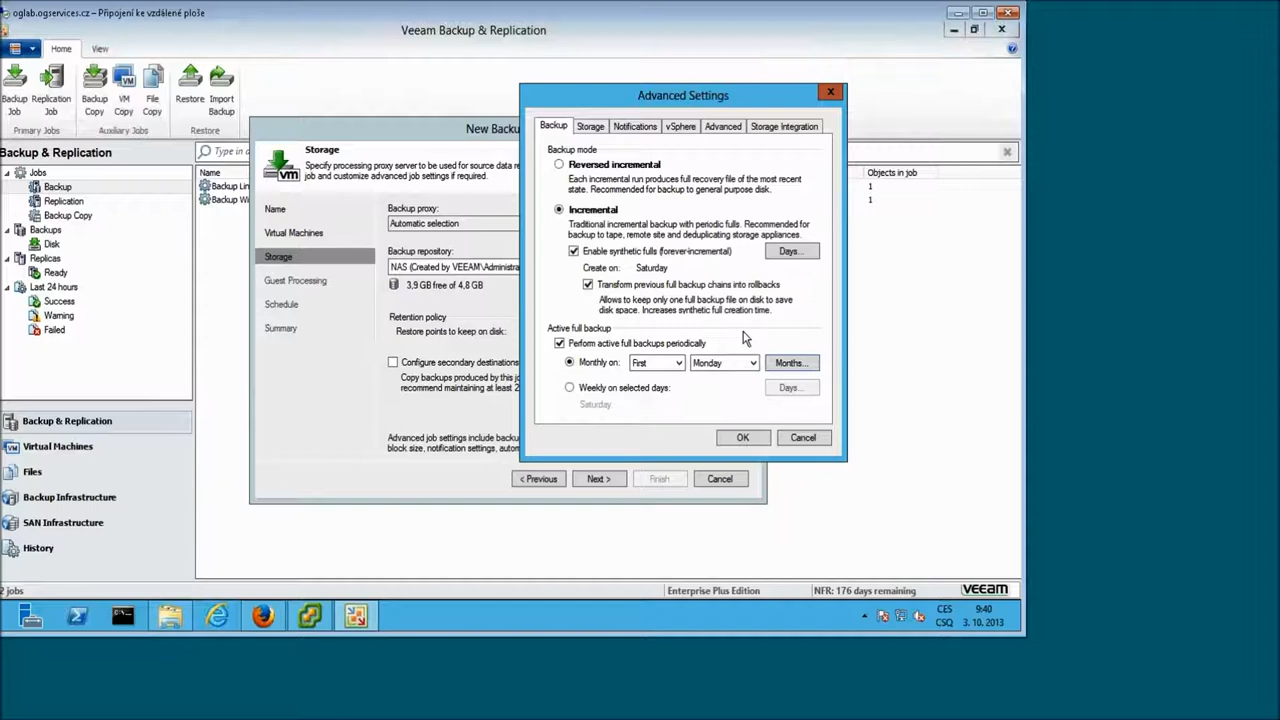 oglab.ogservices.cz – Připojení ke vzdálené ploše
Veeam Backup & Replication
Home View
Backup Job
Replication Job
Backup Copy
VM Copy
File Copy
Restore
Import Backup
Primary Jobs
Auxiliary Jobs
Restore
Backup & Replication
Jobs
Backup
Replication
Backup Copy
Backups
Disk
Replicas
Ready
Last 24 hours
Success
Warning
Failed
Backup & Replication
Virtual Machines
Files
Backup Infrastructure
SAN Infrastructure
History
Type in
Name
Objects in job
Backup Lin
1
Backup Wi
1
New Backu
Storage
Specify processing proxy server to be used for source data re
job and customize advanced job settings if required.
Name
Virtual Machines
Storage
Guest Processing
Schedule
Summary
Backup proxy:
Automatic selection
Backup repository:
NAS (Created by VEEAM\Administra
3,9 GB free of 4,8 GB
Retention policy
Restore points to keep on disk:
Configure secondary destinations
Copy backups produced by this jo
recommend maintaining at least 2
Advanced job settings include backu
block size, notification settings, autom
< Previous
Next >
Finish
Cancel
Advanced Settings
x
Backup Storage Notifications vSphere Advanced Storage Integration
Backup mode
Reversed incremental
Each incremental run produces full recovery file of the most recent
state. Recommended for backup to general purpose disk.
Incremental
Traditional incremental backup with periodic fulls. Recommended for
backup to tape, remote site and deduplicating storage appliances.
Enable synthetic fulls (forever-incremental)
Days...
Create on: Saturday
Transform previous full backup chains into rollbacks
Allows to keep only one full backup file on disk to save
disk space. Increases synthetic full creation time.
Active full backup
Perform active full backups periodically
Monthly on: First Monday Months...
Weekly on selected days: Days...
Saturday
OK Cancel
2 jobs
Enterprise Plus Edition
NFR: 176 days remaining
veeam
CES 9:40
CSQ 3. 10. 2013